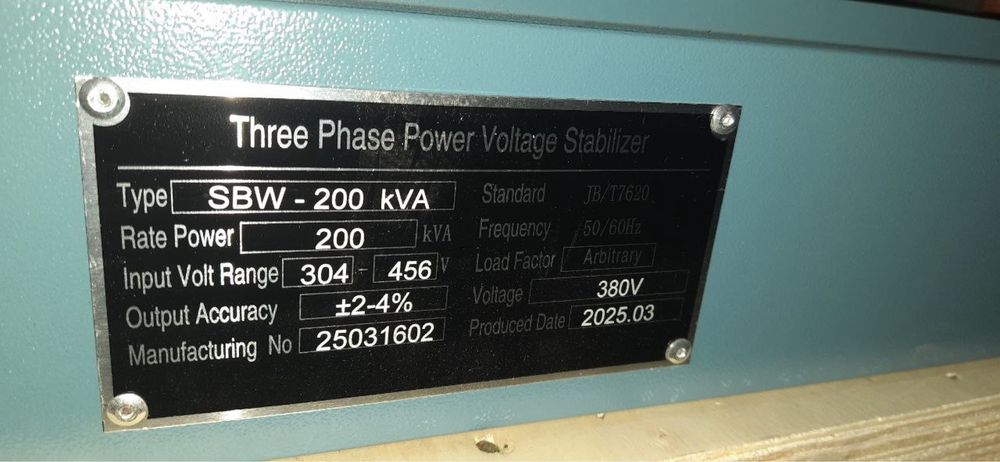 Three Phase Power Voltage Stabilizer
Type SBW - 200 kVA Standard JB/T7620
Rate Power 200 kVA Frequency 50/60Hz
Input Volt Range 304 - 456 V Load Factor Arbitrary
Output Accuracy ±2-4% Voltage 380V
Manufacturing No 25031602 Produced Date 2025.03